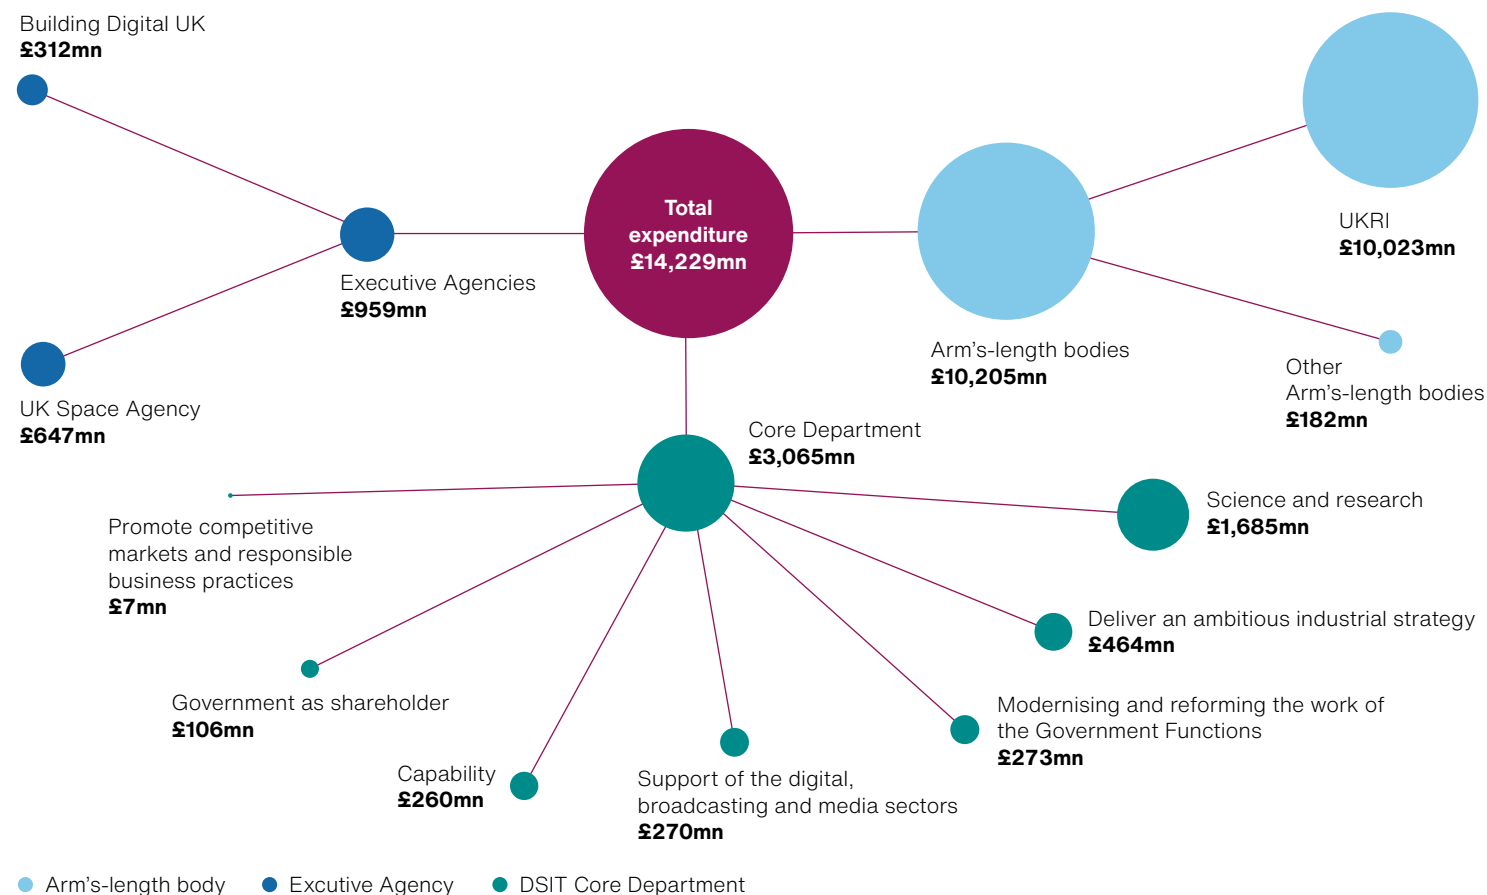 Building Digital UK
£312mn
Total
expenditure
£14,229mn
UKRI
£10,023mn
Executive Agencies
£959mn
Arm's-length bodies
£10,205mn
Other
Arm's-length bodies
£182mn
UK Space Agency
£647mn
Core Department
£3,065mn
Science and research
£1,685mn
Promote competitive
markets and responsible
business practices
£7mn
Deliver an ambitious industrial strategy
£464mn
Government as shareholder
£106mn
Modernising and reforming the work of
the Government Functions
£273mn
Capability
£260mn
Support of the digital,
broadcasting and media sectors
£270mn
Arm's-length body
Excutive Agency
DSIT Core Department